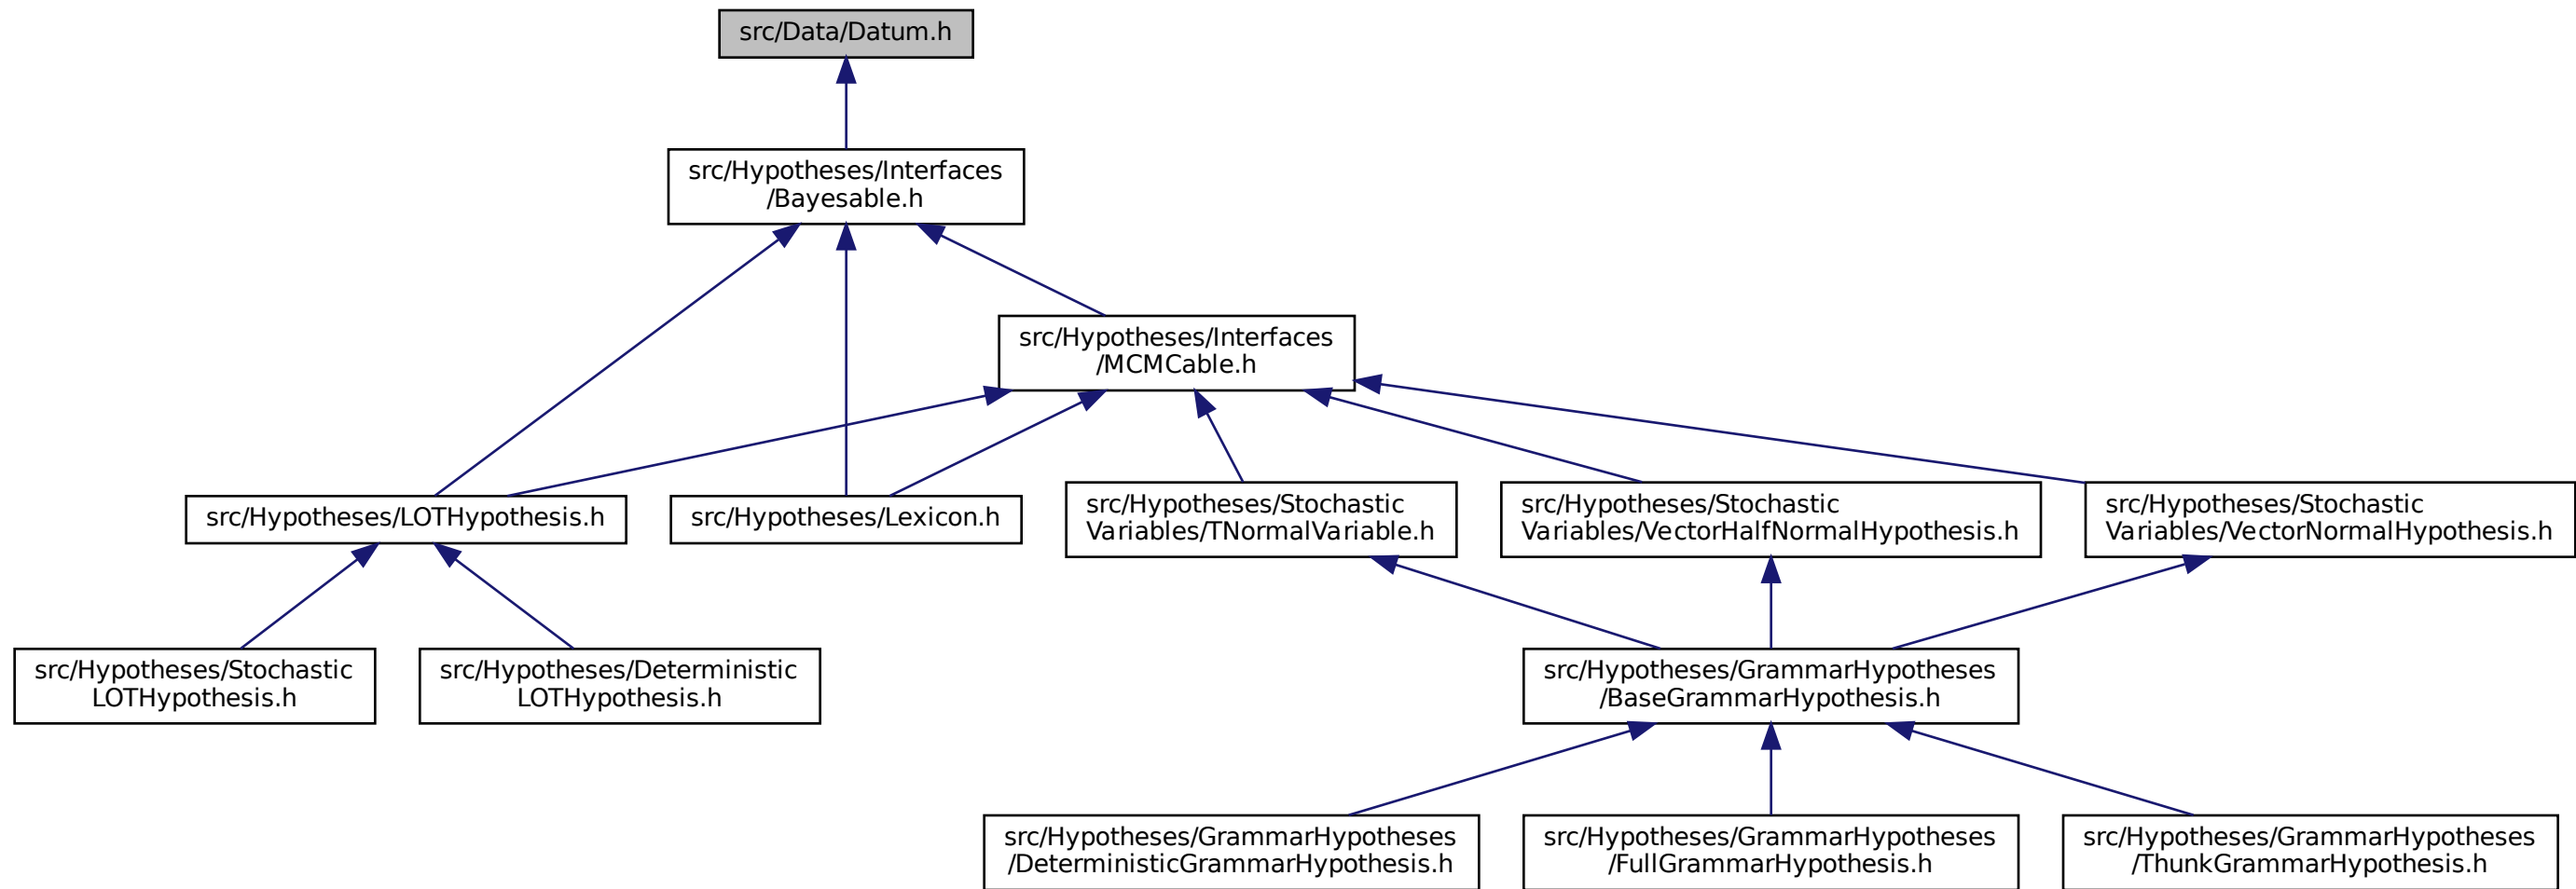 src/Data/Datum.h
src/Hypotheses/Interfaces
/Bayesable.h
src/Hypotheses/Interfaces
/MCMCable.h
src/Hypotheses/LOTHypothesis.h
src/Hypotheses/Lexicon.h
src/Hypotheses/Stochastic
Variables/TNormalVariable.h
src/Hypotheses/Stochastic
Variables/VectorHalfNormalHypothesis.h
src/Hypotheses/Stochastic
Variables/VectorNormalHypothesis.h
src/Hypotheses/Stochastic
LOTHypothesis.h
src/Hypotheses/Deterministic
LOTHypothesis.h
src/Hypotheses/GrammarHypotheses
/BaseGrammarHypothesis.h
src/Hypotheses/GrammarHypotheses
/DeterministicGrammarHypothesis.h
src/Hypotheses/GrammarHypotheses
/FullGrammarHypothesis.h
src/Hypotheses/GrammarHypotheses
/ThunkGrammarHypothesis.h